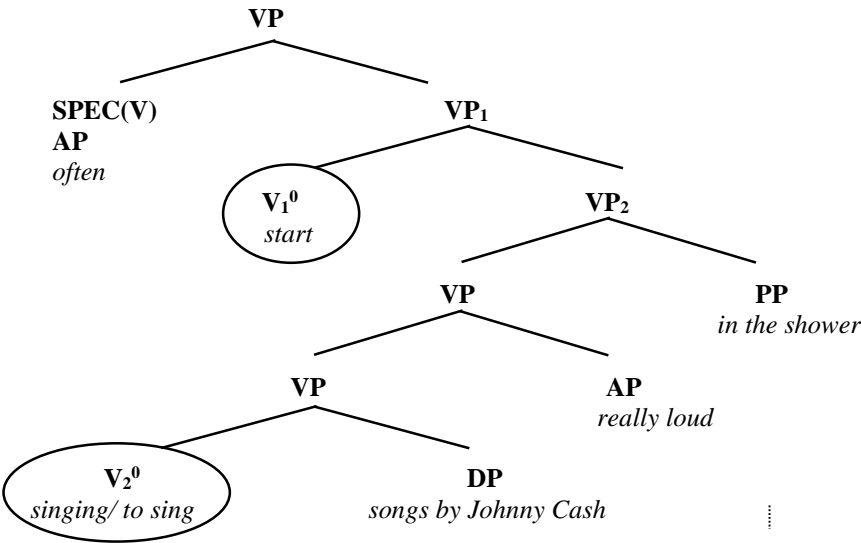 VP
SPEC(V) VP₁
AP
often
V₁⁰ VP₂
start
VP PP
in the shower
VP AP
really loud
V₂⁰ DP
singing/ to sing songs by Johnny Cash